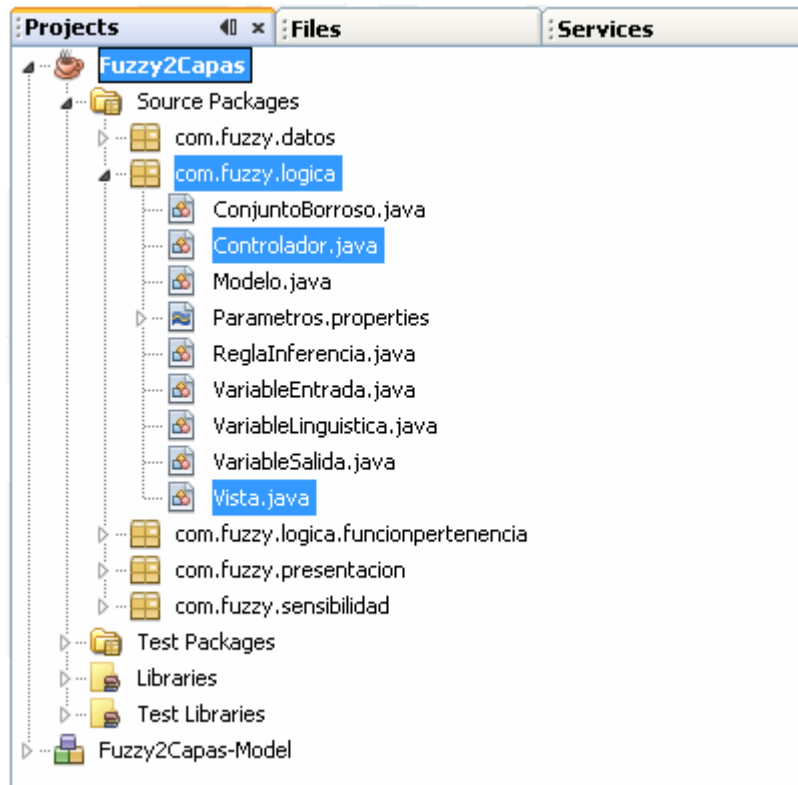 Projects Files Services
Fuzzy2Capas
Source Packages
com.fuzzy.datos
com.fuzzy.logica
ConjuntoBorroso.java
Controlador.java
Modelo.java
Parametros.properties
ReglaInferencia.java
VariableEntrada.java
VariableLinguistica.java
VariableSalida.java
Vista.java
com.fuzzy.logica.funcionpertenencia
com.fuzzy.presentacion
com.fuzzy.sensibilidad
Test Packages
Libraries
Test Libraries
Fuzzy2Capas-Model